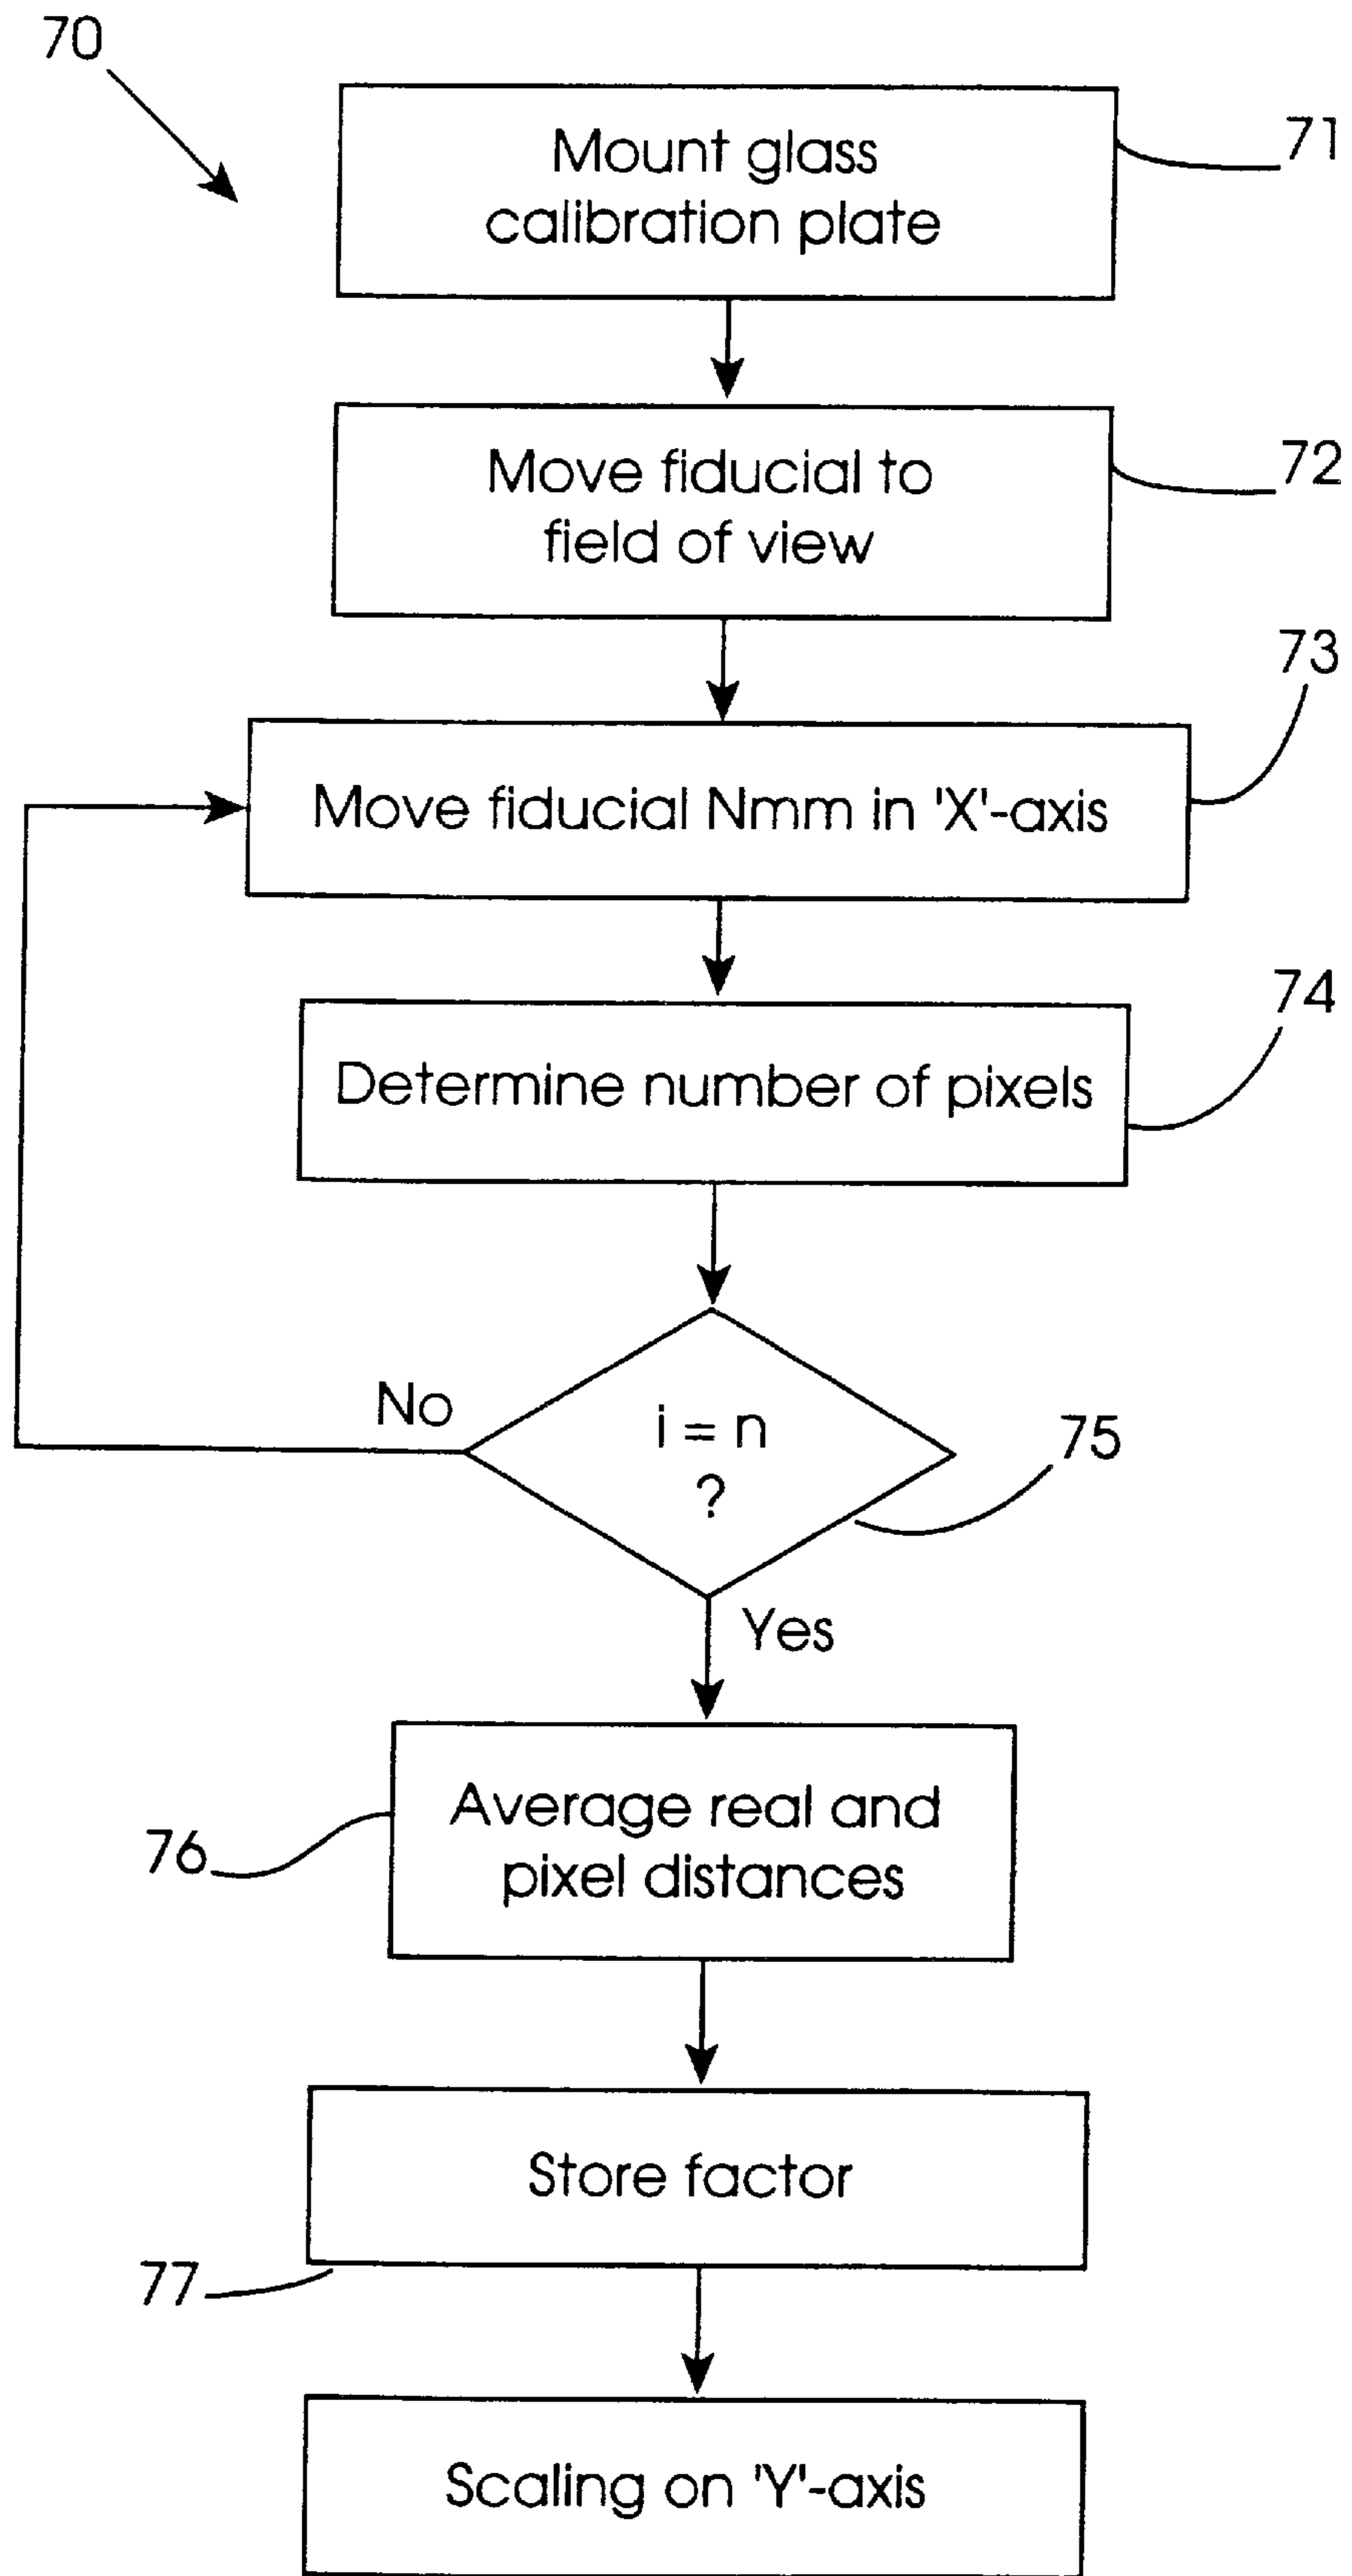 70
Mount glass
calibration plate
71
Move fiducial to
field of view
72
73
Move fiducial Nmm in 'X'-axis
74
Determine number of pixels
No
i = n
?
75
Yes
Average real and
pixel distances
76
Store factor
77
Scaling on 'Y'-axis